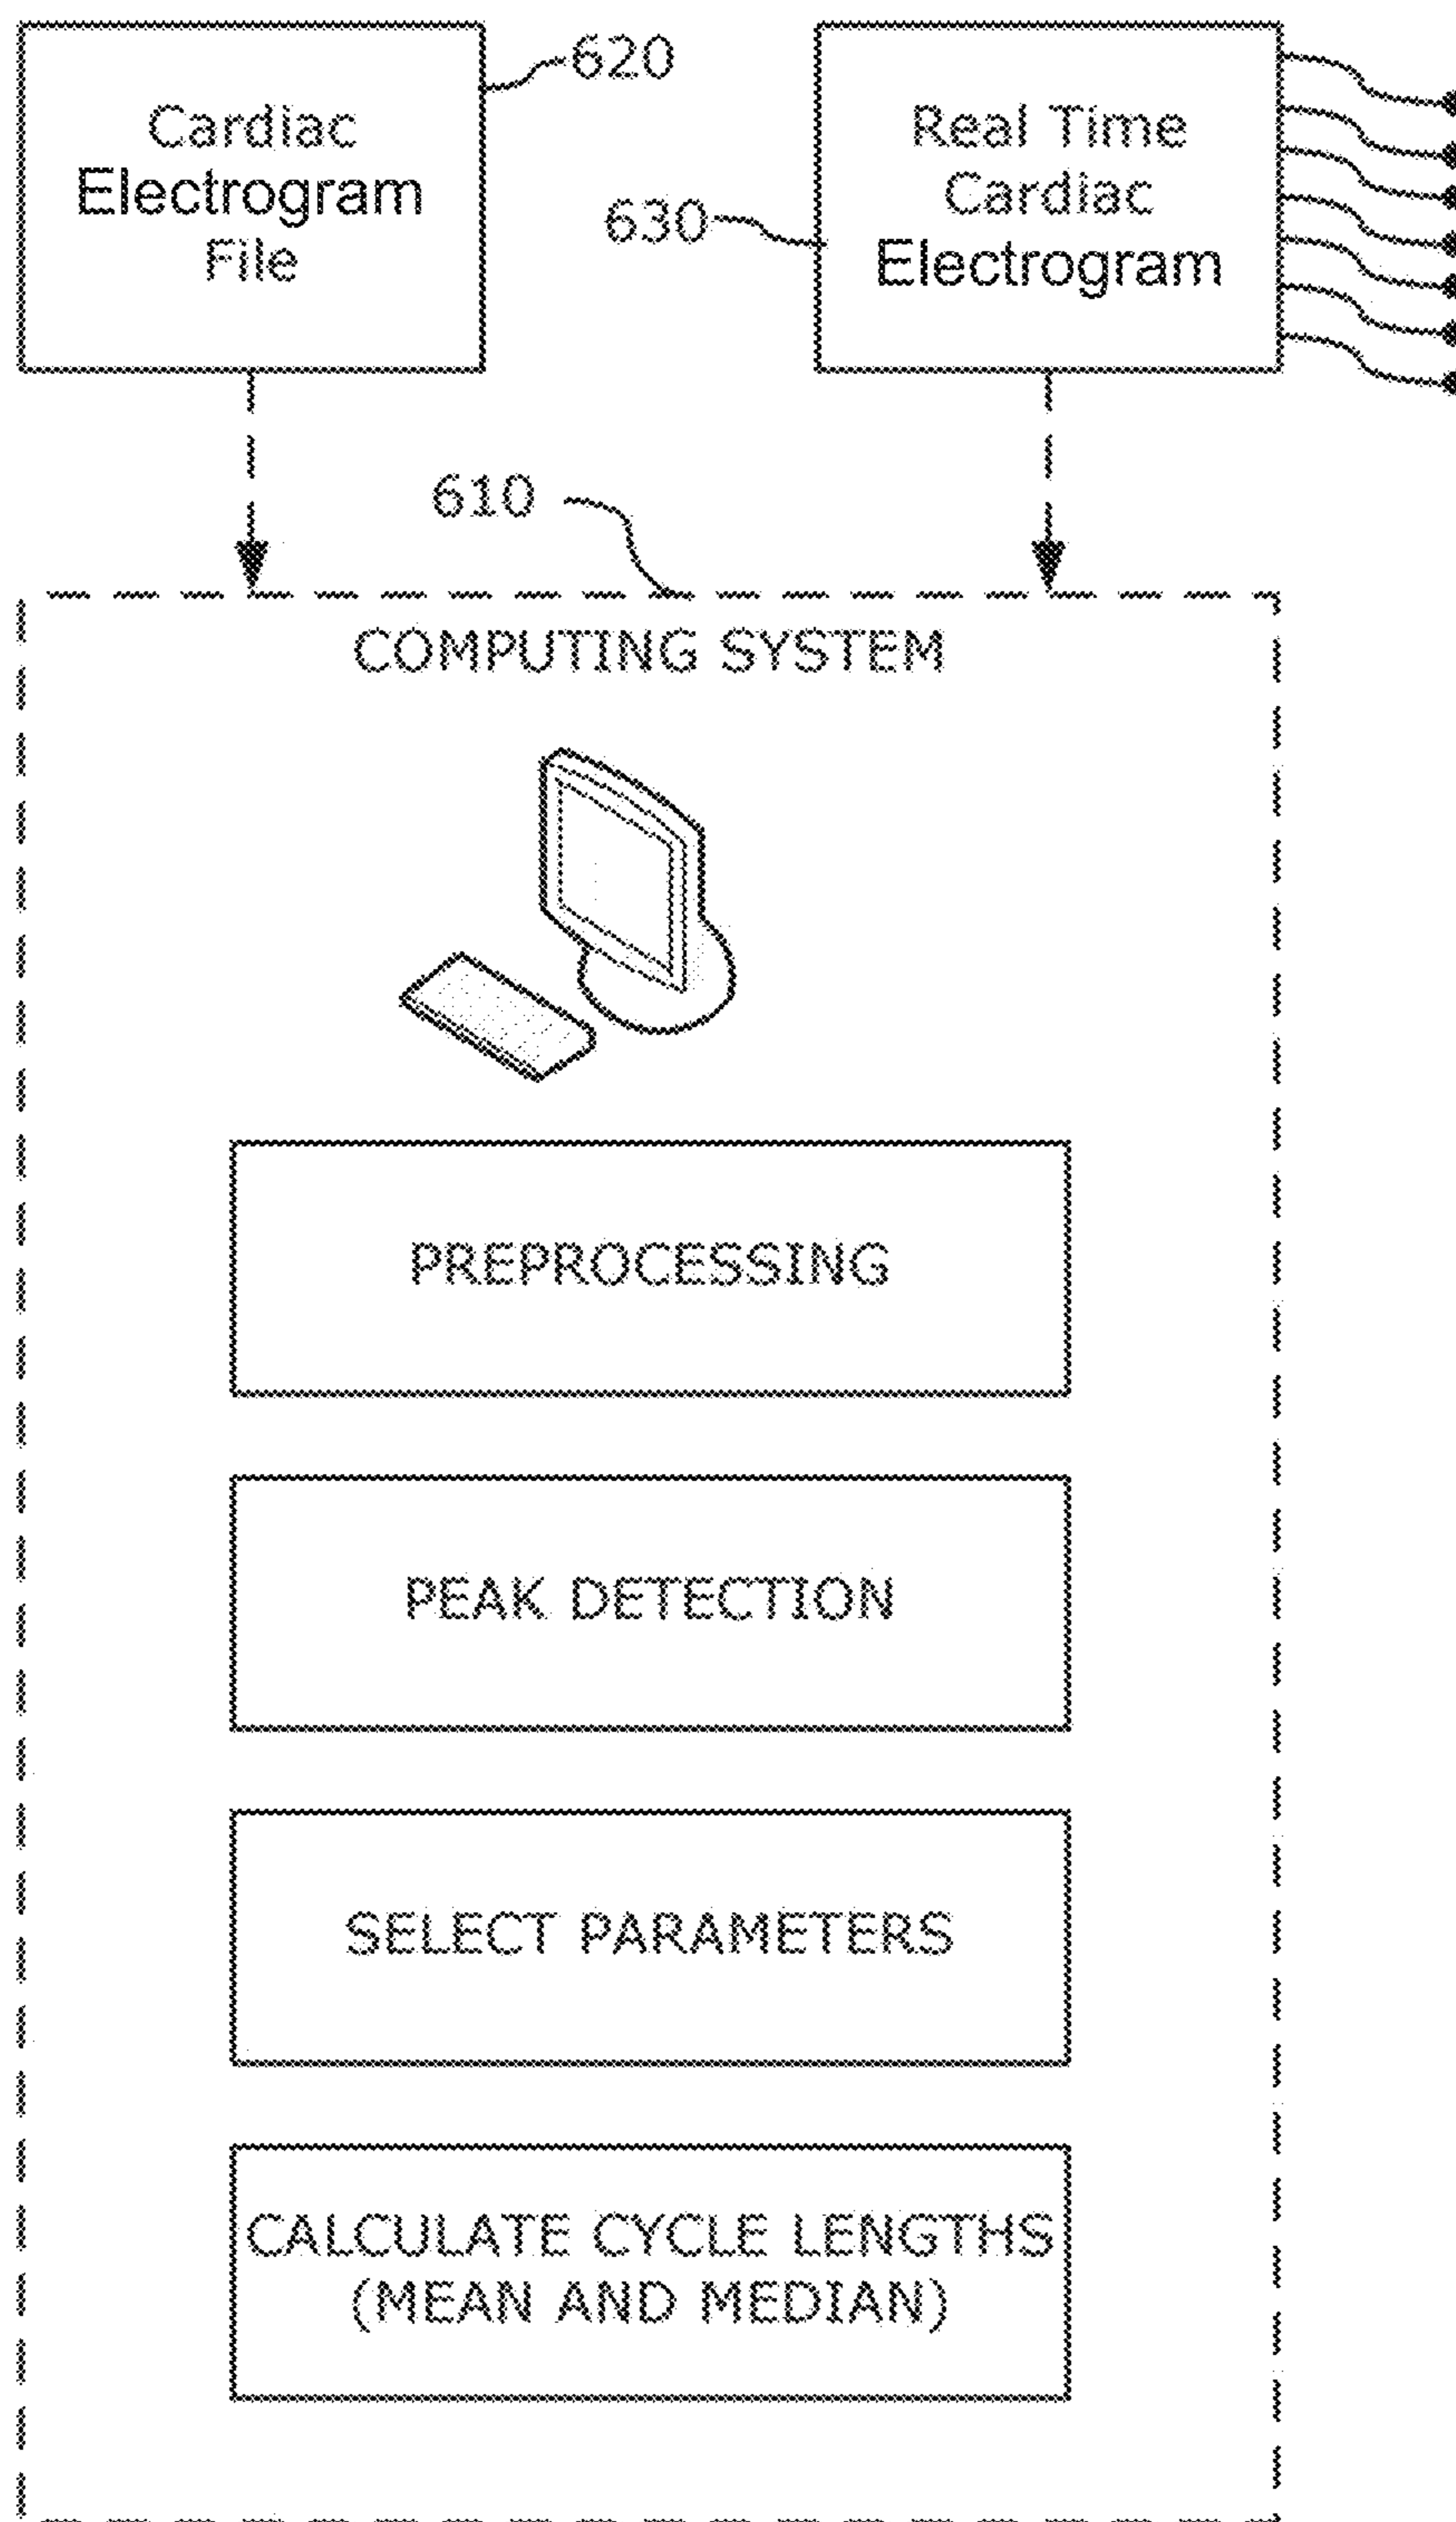 620
Cardiac
Electrogram
File
Real Time
Cardiac
Electrogram
630
610
COMPUTING SYSTEM
PREPROCESSING
PEAK DETECTION
SELECT PARAMETERS
CALCULATE CYCLE LENGTHS
(MEAN AND MEDIAN)